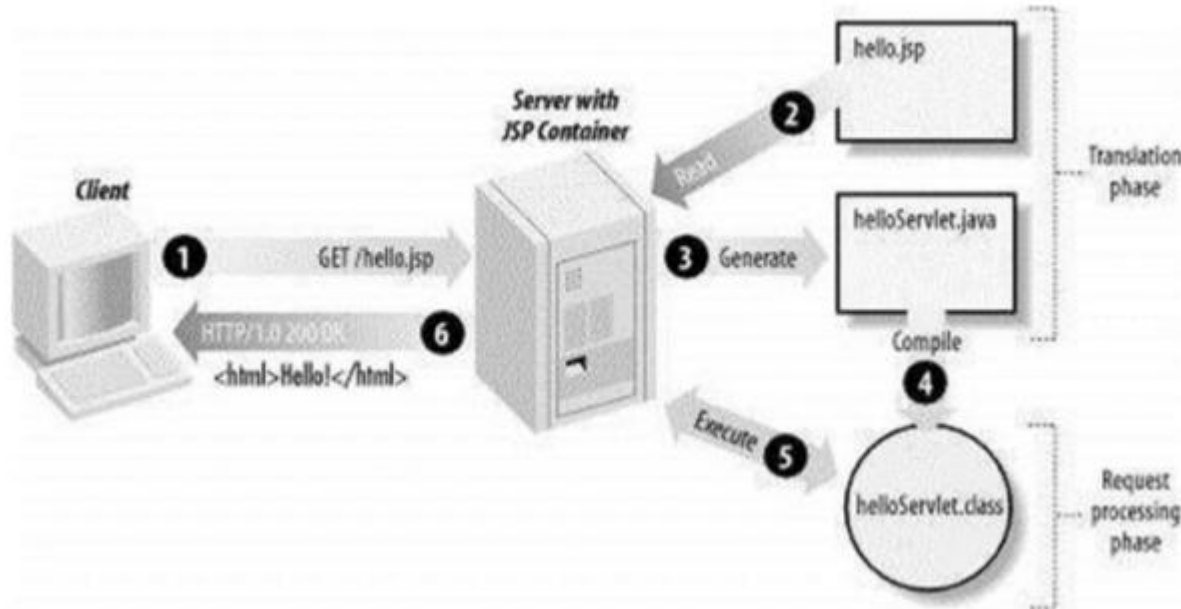 hello.jsp
Server with
JSP Container
2
Read
Translation
phase
Client
helloServlet.java
1
GET /hello.jsp
3
Generate
HTTP/1.0 200 OK
6
<html>Hello!</html>
Compile
4
Execute
5
helloServlet.class
Request
processing
phase